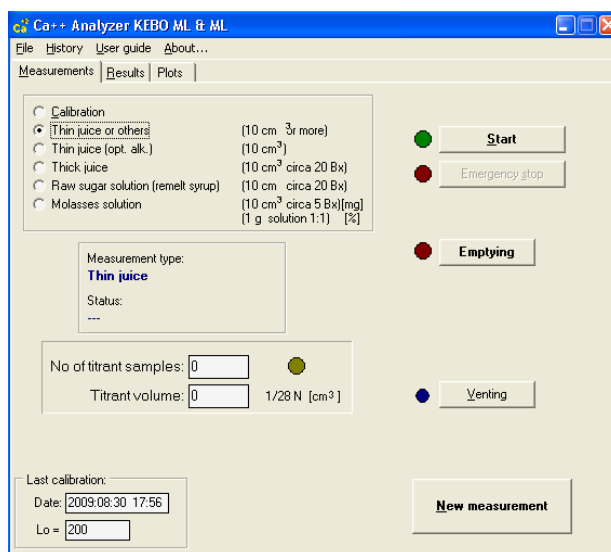 Ca++ Analyzer KEBO ML & ML
File History User guide About...
Measurements Results Plots
Calibration
Thin juice or others (10 cm 3r more)
Thin juice (opt. alk.) (10 cm³)
Thick juice (10 cm³ circa 20 Bx)
Raw sugar solution (remelt syrup) (10 cm circa 20 Bx)
Molasses solution (10 cm³ circa 5 Bx)[mg]
(1 g solution 1:1) [%]
Start
Emergency stop
Emptying
Measurement type:
Thin juice
Status:
---
No of titrant samples: 0
Titrant volume: 0 1/28 N [cm³]
Venting
Last calibration:
Date: 2009:08:30 17:56
Lo = 200
New measurement